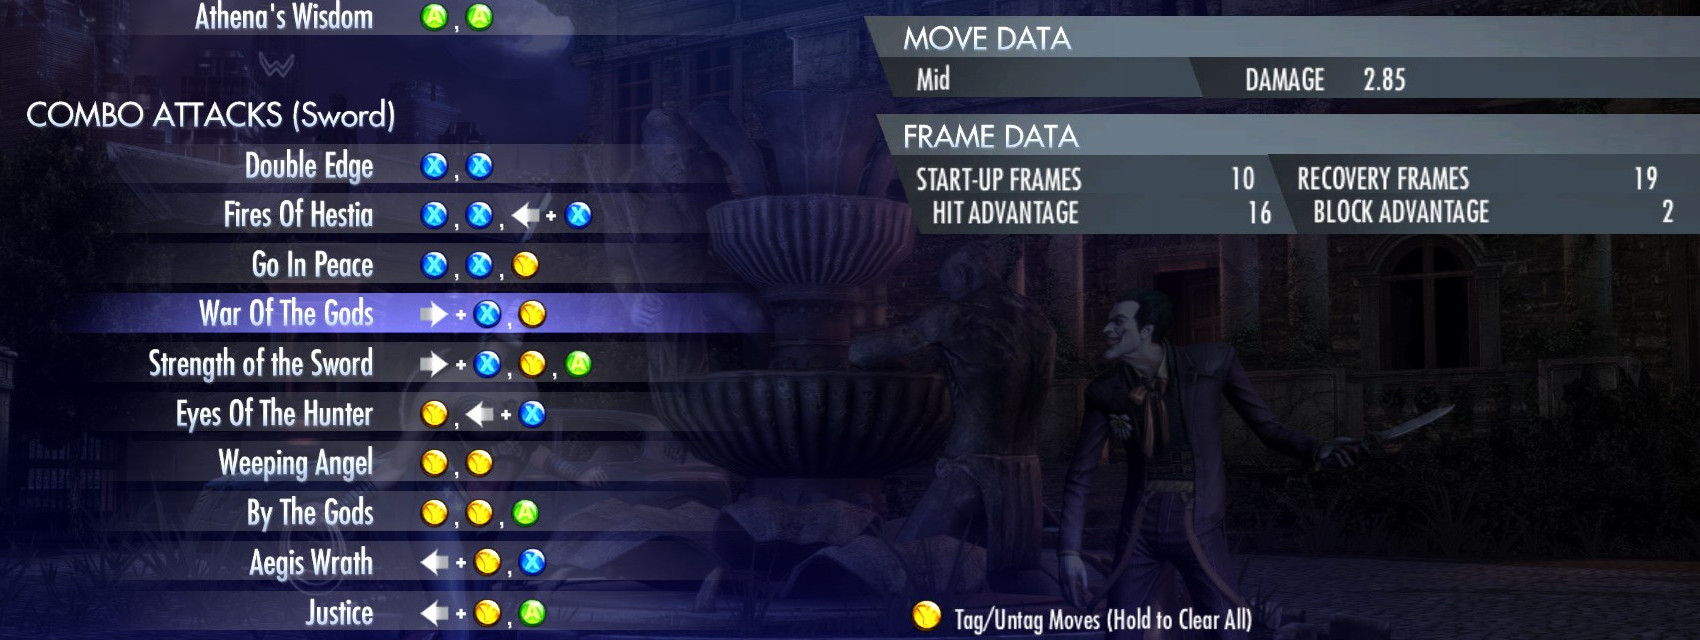 Athena's Wisdom A , A
COMBO ATTACKS (Sword)
Double Edge X , X
Fires Of Hestia X , X , + X
Go In Peace X , X , Y
War Of The Gods + X , Y
Strength of the Sword + X , Y , A
Eyes Of The Hunter Y , + X
Weeping Angel Y , Y
By The Gods Y , Y , A
Aegis Wrath + Y , X
Justice + Y , A
MOVE DATA
Mid DAMAGE 2.85
FRAME DATA
START-UP FRAMES 10 RECOVERY FRAMES 19
HIT ADVANTAGE 16 BLOCK ADVANTAGE 2
Y Tag/Untag Moves (Hold to Clear All)